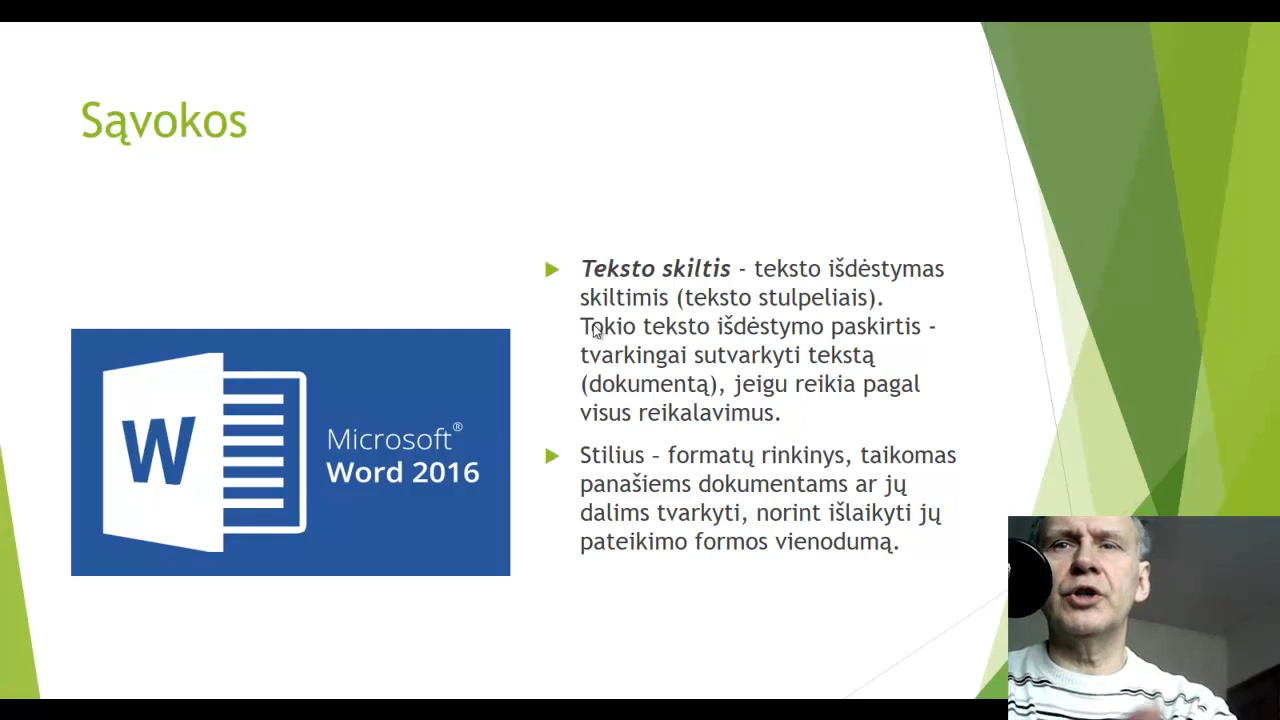 Sąvokos
Teksto skiltis - teksto išdėstymas
skiltimis (teksto stulpeliais).
Tokio teksto išdėstymo paskirtis -
tvarkingai sutvarkyti tekstą
(dokumentą), jeigu reikia pagal
visus reikalavimus.
Stilius – formatų rinkinys, taikomas
panašiems dokumentams ar jų
dalims tvarkyti, norint išlaikyti jų
pateikimo formos vienodumą.
W
Microsoft®
Word 2016